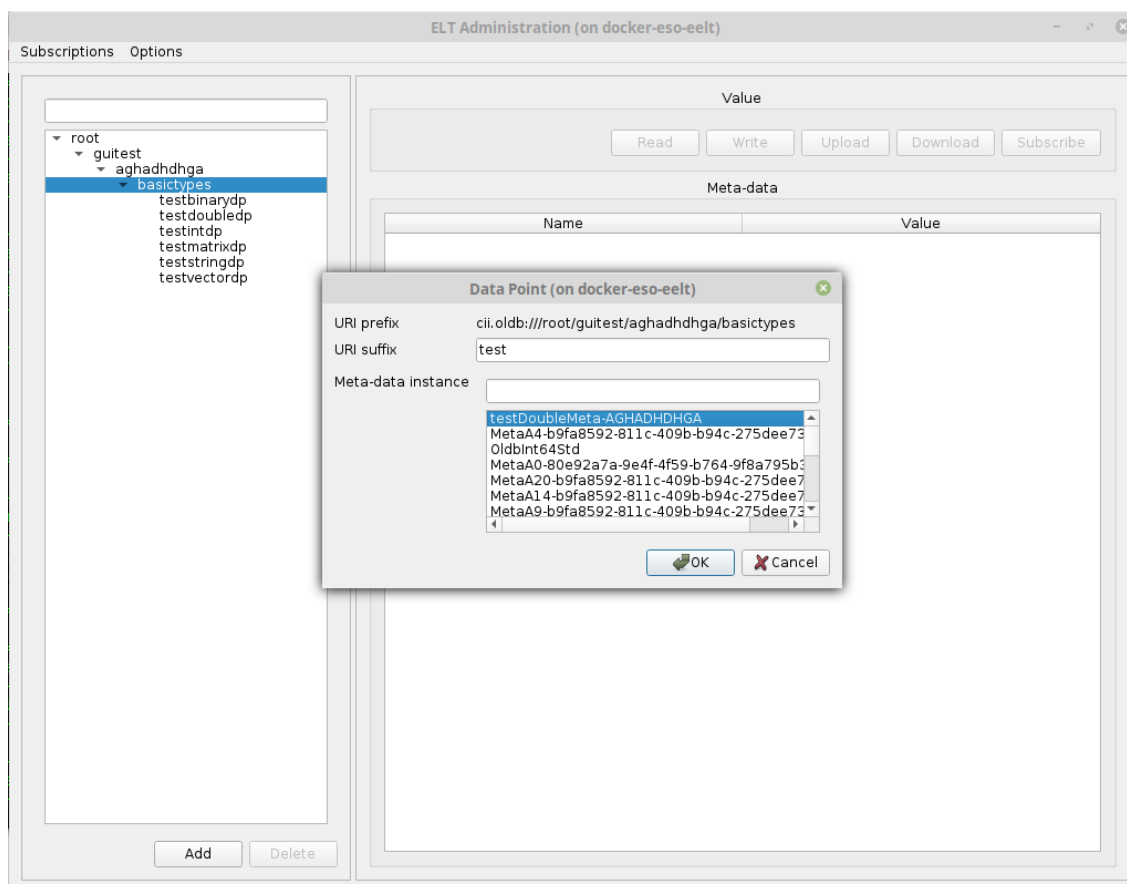 ELT Administration (on docker-eso-eelt)
Subscriptions Options
Value
Read Write Upload Download Subscribe
Meta-data
Name Value
root
guitest
aghadhdhga
basictypes
testbinarydp
testdoubledp
testintdp
testmatrixdp
teststringdp
testvectordp
Data Point (on docker-eso-eelt)
URI prefix cii.oldb:///root/guitest/aghadhdhga/basictypes
URI suffix test
Meta-data instance
testDoubleMeta-AGHADHDHGA
MetaA4-b9fa8592-811c-409b-b94c-275dee73
OldbInt64Std
MetaA0-80e92a7a-9e4f-4f59-b764-9f8a795b3
MetaA20-b9fa8592-811c-409b-b94c-275dee7
MetaA14-b9fa8592-811c-409b-b94c-275dee7
MetaA9-b9fa8592-811c-409b-b94c-275dee73
OK Cancel
Add Delete